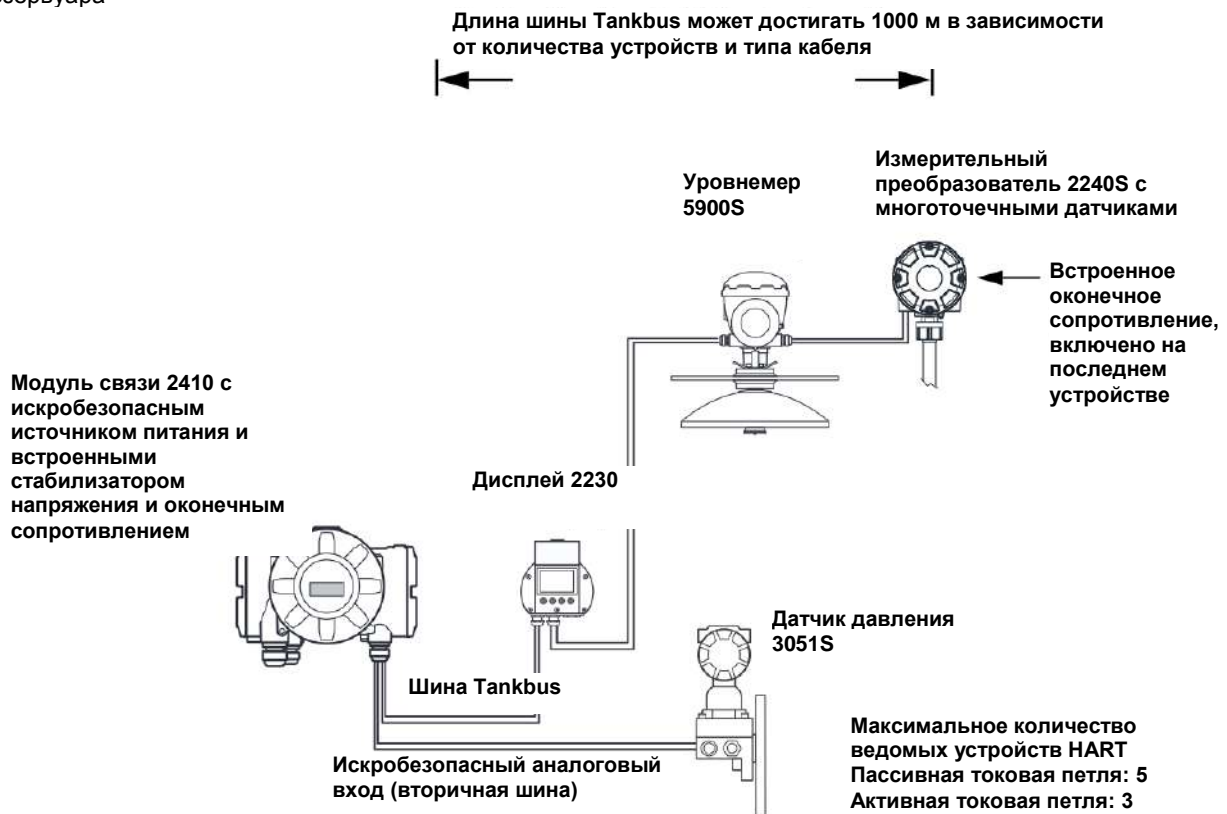 Длина шины Tankbus может достигать 1000 м в зависимости
от количества устройств и типа кабеля
Измерительный
преобразователь 2240S с
многоточечными датчиками
Уровнемер
5900S
Встроенное
оконечное
сопротивление,
включено на
последнем
устройстве
Модуль связи 2410 с
искробезопасным
источником питания и
встроенными
стабилизатором
напряжения и оконечным
сопротивлением
Дисплей 2230
Датчик давления
3051S
Шина Tankbus
Искробезопасный аналоговый
вход (вторичная шина)
Максимальное количество
ведомых устройств HART
Пассивная токовая петля: 5
Активная токовая петля: 3